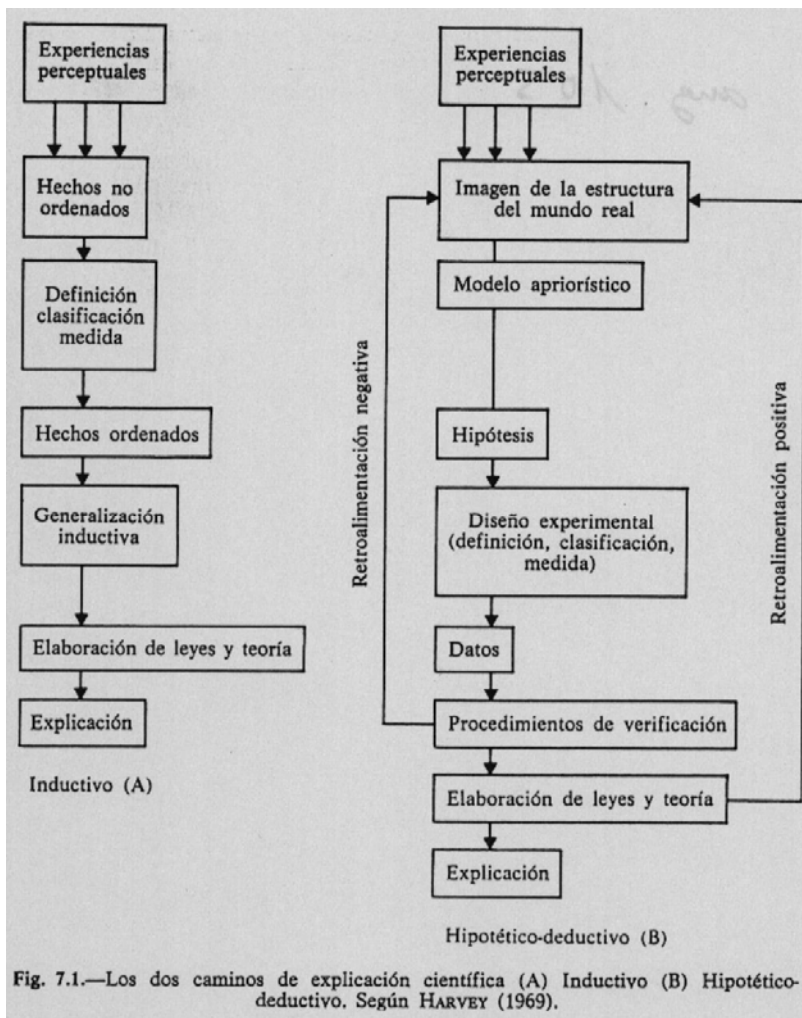 Experiencias
perceptuales
Hechos no
ordenados
Definición
clasificación
medida
Hechos ordenados
Generalización
inductiva
Elaboración de leyes y teoría
Explicación
Inductivo (A)
Experiencias
perceptuales
Imagen de la estructura
del mundo real
Modelo apriorístico
Hipótesis
Diseño experimental
(definición, clasificación,
medida)
Datos
Procedimientos de verificación
Elaboración de leyes y teoría
Explicación
Hipotético-deductivo (B)
Retroalimentación negativa
Retroalimentación positiva
Fig. 7.1.—Los dos caminos de explicación científica (A) Inductivo (B) Hipotético-
deductivo. Según HARVEY (1969).